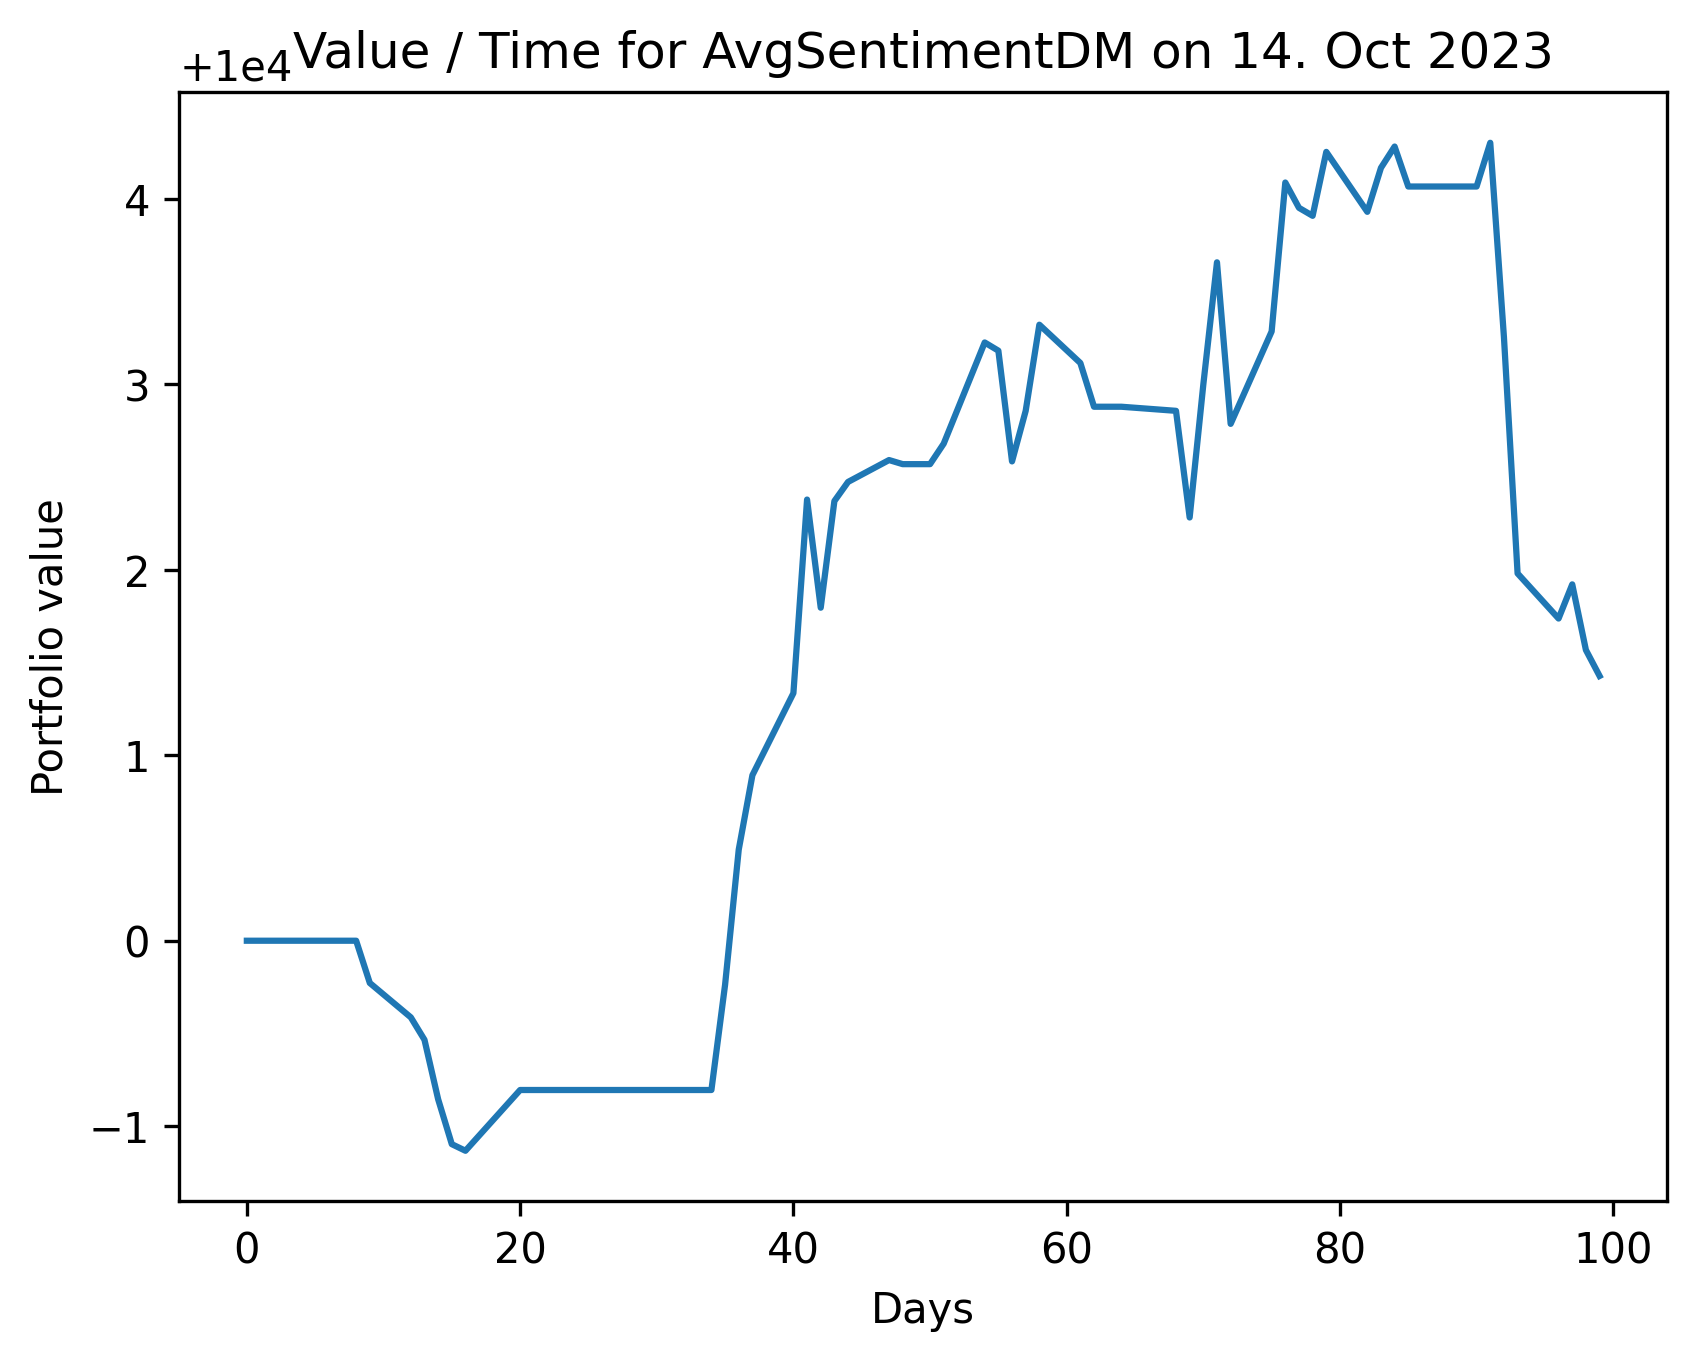 Value / Time for AvgSentimentDM on 14. Oct 2023
+1e4
4
3
2
1
0
−1
Portfolio value
0 20 40 60 80 100
Days